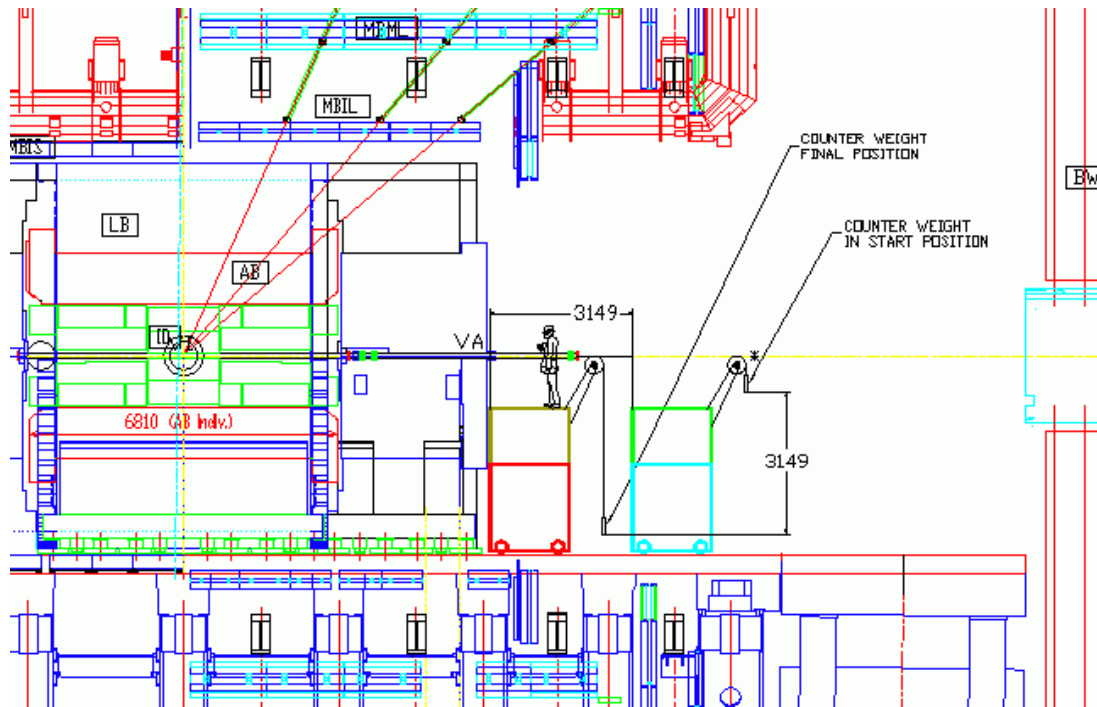 MBML
MBIL
MBIS
COUNTER WEIGHT
FINAL POSITION
BW
LB
COUNTER WEIGHT
IN START POSITION
AB
3149
ID
VA
6810 (AB Indiv.)
3149